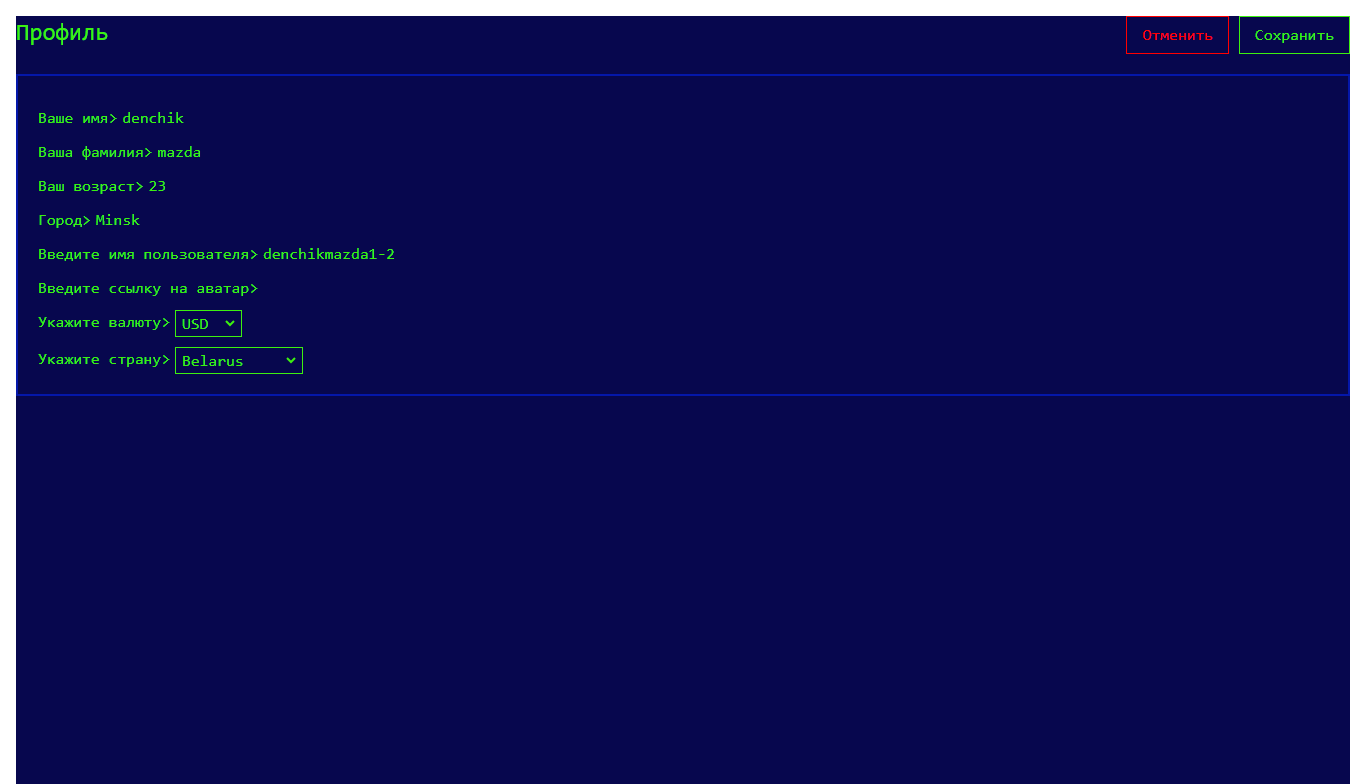 Профиль
Отменить
Сохранить
Ваше имя> denchik
Ваша фамилия> mazda
Ваш возраст> 23
Город> Minsk
Введите имя пользователя> denchikmazda1-2
Введите ссылку на аватар>
Укажите валюту> USD
Укажите страну> Belarus